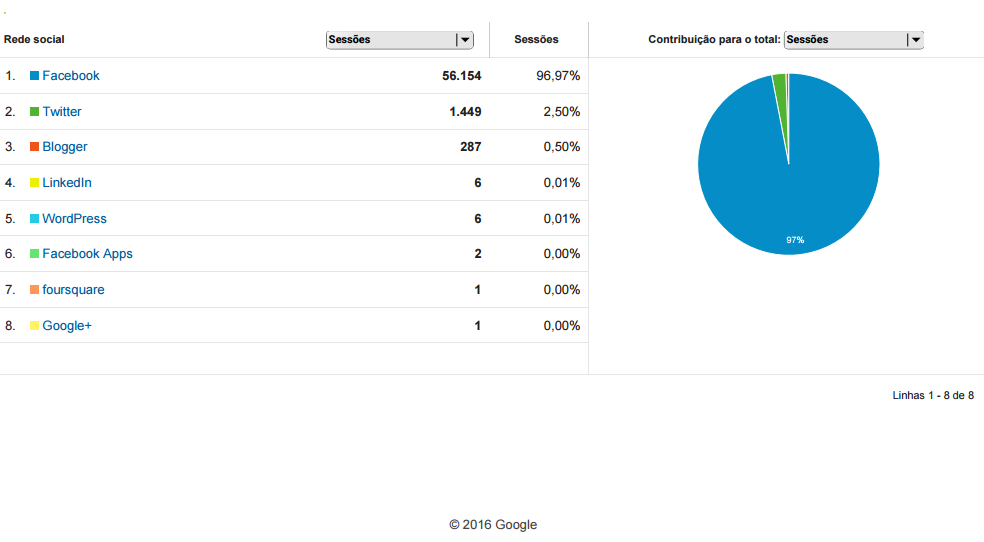 Rede social Sessões Sessões Contribuição para o total: Sessões
1. Facebook 56.154 96,97%
2. Twitter 1.449 2,50%
3. Blogger 287 0,50%
4. LinkedIn 6 0,01%
5. WordPress 6 0,01%
6. Facebook Apps 2 0,00%
7. foursquare 1 0,00%
8. Google+ 1 0,00%
97%
Linhas 1 - 8 de 8
© 2016 Google